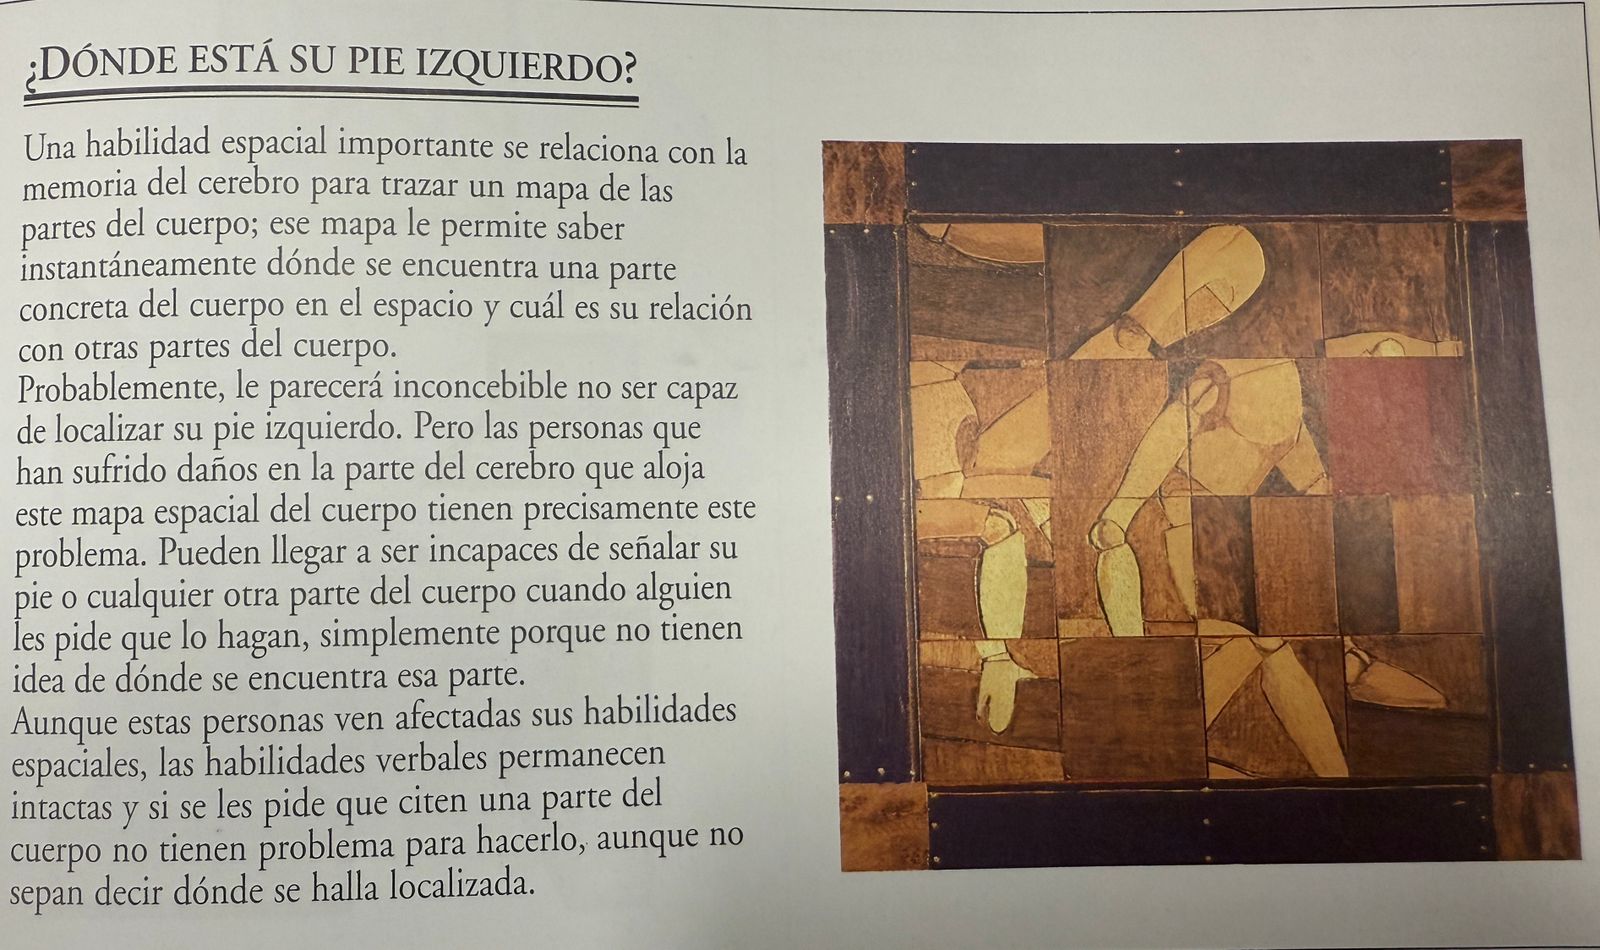 ¿DÓNDE ESTÁ SU PIE IZQUIERDO?
Una habilidad espacial importante se relaciona con la
memoria del cerebro para trazar un mapa de las
partes del cuerpo; ese mapa le permite saber
instantáneamente dónde se encuentra una parte
concreta del cuerpo en el espacio y cuál es su relación
con otras partes del cuerpo.
Probablemente, le parecerá inconcebible no ser capaz
de localizar su pie izquierdo. Pero las personas que
han sufrido daños en la parte del cerebro que aloja
este mapa espacial del cuerpo tienen precisamente este
problema. Pueden llegar a ser incapaces de señalar su
pie o cualquier otra parte del cuerpo cuando alguien
les pide que lo hagan, simplemente porque no tienen
idea de dónde se encuentra esa parte.
Aunque estas personas ven afectadas sus habilidades
espaciales, las habilidades verbales permanecen
intactas y si se les pide que citen una parte del
cuerpo no tienen problema para hacerlo, aunque no
sepan decir dónde se halla localizada.